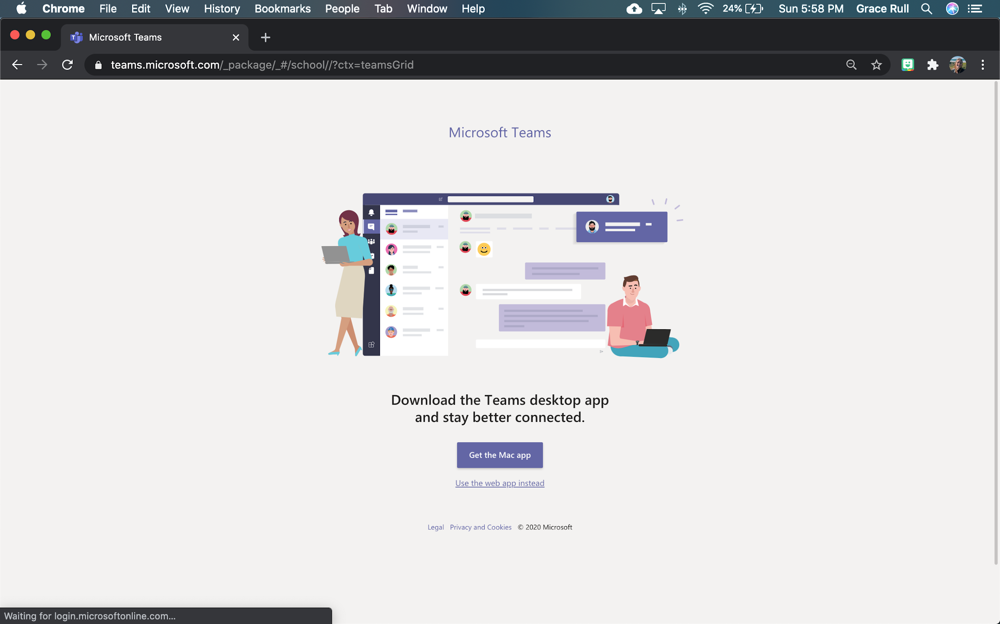 Chrome File Edit View History Bookmarks People Tab Window Help 24% Sun 5:58 PM Grace Rull
Microsoft Teams
teams.microsoft.com/_package/_#/school//?ctx=teamsGrid
Microsoft Teams
Download the Teams desktop app
and stay better connected.
Get the Mac app
Use the web app instead
Legal Privacy and Cookies © 2020 Microsoft
Waiting for login.microsoftonline.com...